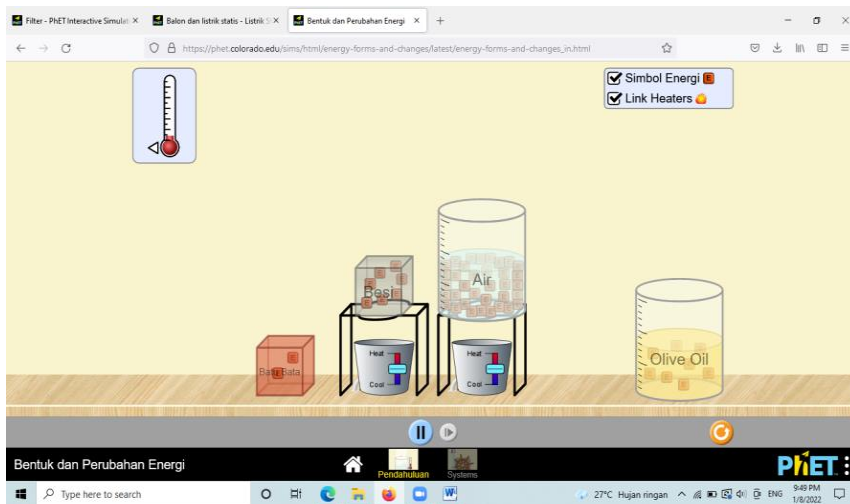 Filter - PhET Interactive Simulat
Balon dan listrik statis - Listrik S
Bentuk dan Perubahan Energi
https://phet.colorado.edu/sims/html/energy-forms-and-changes/latest/energy-forms-and-changes_in.html
Simbol Energi E
Link Heaters
Besi
Air
Batu Bata
Olive Oil
Heat
Cool
Heat
Cool
Bentuk dan Perubahan Energi
Pendahuluan
Systems
PhET
Type here to search
27°C Hujan ringan
ENG
9:49 PM
1/8/2022